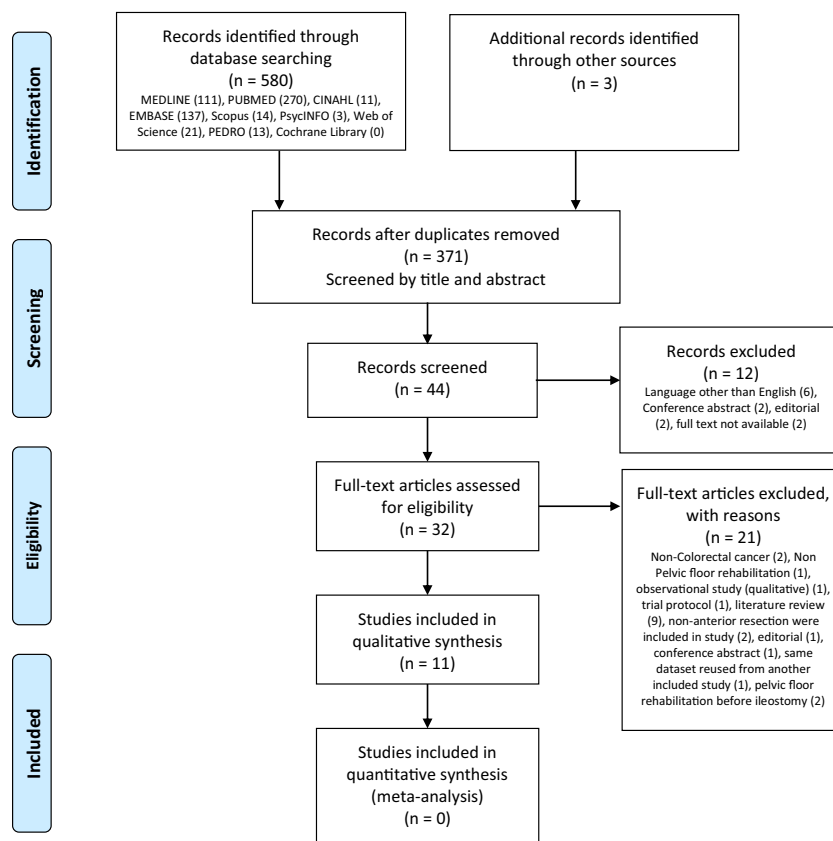 Identification
Records identified through
database searching
(n = 580)
MEDLINE (111), PUBMED (270), CINAHL (11),
EMBASE (137), Scopus (14), PsycINFO (3), Web of
Science (21), PEDRO (13), Cochrane Library (0)
Additional records identified
through other sources
(n = 3)
Records after duplicates removed
(n = 371)
Screened by title and abstract
Screening
Records screened
(n = 44)
Records excluded
(n = 12)
Language other than English (6),
Conference abstract (2), editorial
(2), full text not available (2)
Eligibility
Full-text articles assessed
for eligibility
(n = 32)
Full-text articles excluded,
with reasons
(n = 21)
Non-Colorectal cancer (2), Non
Pelvic floor rehabilitation (1),
observational study (qualitative) (1),
trial protocol (1), literature review
(9), non-anterior resection were
included in study (2), editorial (1),
conference abstract (1), same
dataset reused from another
included study (1), pelvic floor
rehabilitation before ileostomy (2)
Studies included in
qualitative synthesis
(n = 11)
Included
Studies included in
quantitative synthesis
(meta-analysis)
(n = 0)